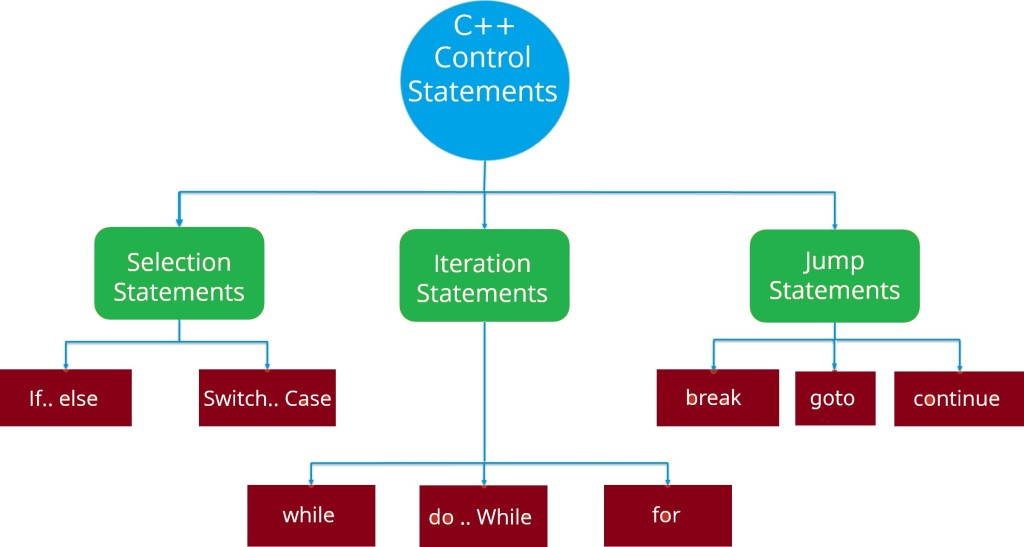 C++
Control
Statements
Selection
Statements
Iteration
Statements
Jump
Statements
If.. else
Switch.. Case
break
goto
continue
while
do .. While
for